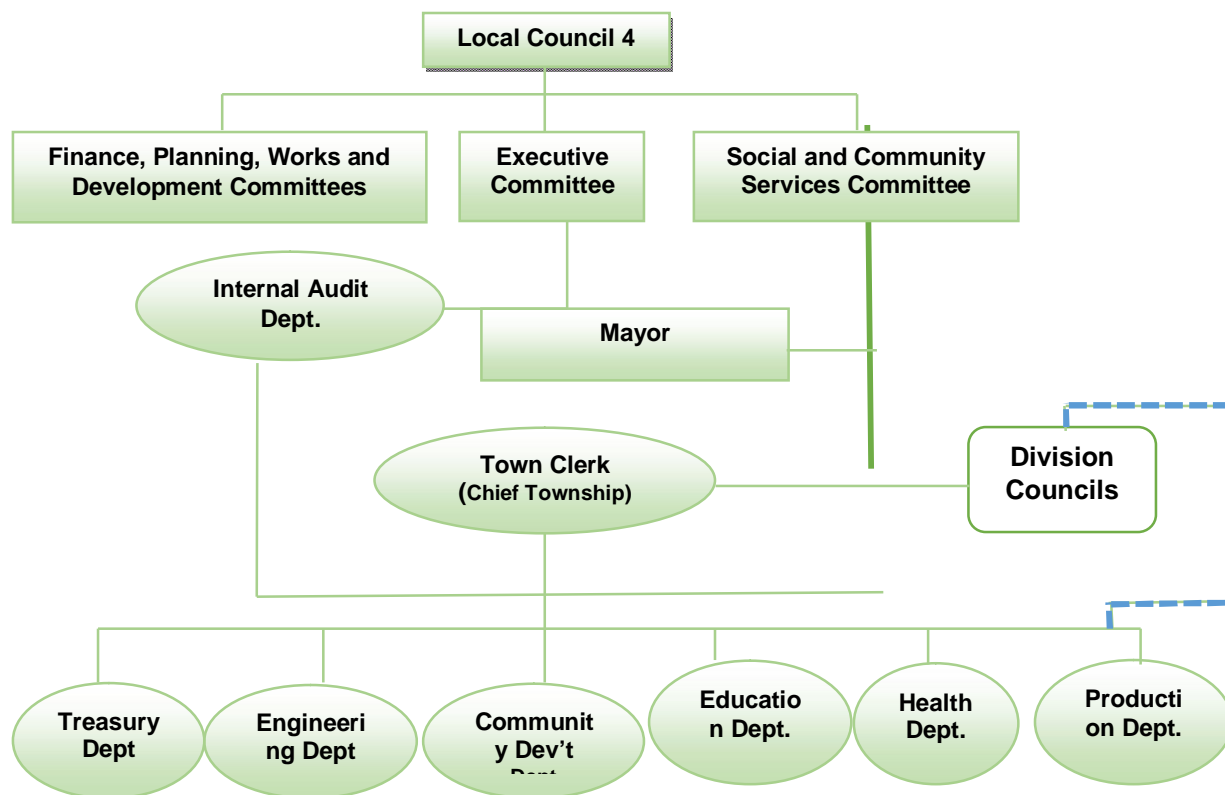 Local Council 4
Finance, Planning, Works and
Development Committees
Executive
Committee
Social and Community
Services Committee
Internal Audit
Dept.
Mayor
Town Clerk
(Chief Township)
Division
Councils
Treasury
Dept
Engineeri
ng Dept
Communit
y Dev’t
Dept
Educatio
n Dept.
Health
Dept.
Producti
on Dept.